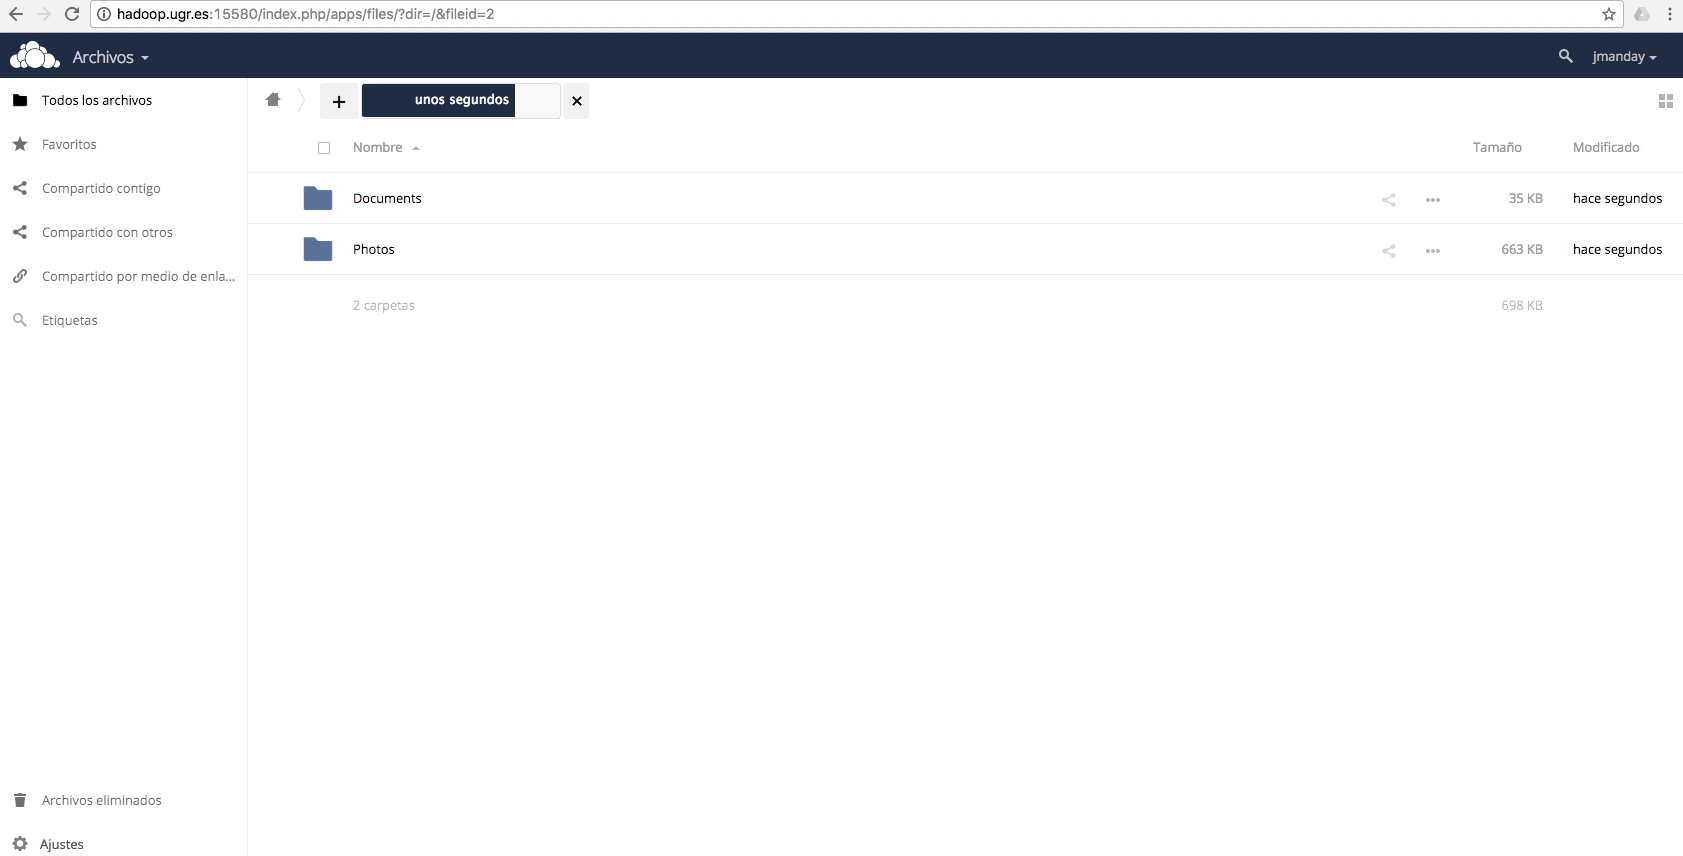 hadoop.ugr.es:15580/index.php/apps/files/?dir=/&fileid=2
Archivos
jmanday
Todos los archivos
Favoritos
Compartido contigo
Compartido con otros
Compartido por medio de enla...
Etiquetas
Archivos eliminados
Ajustes
+ unos segundos ×
Nombre Tamaño Modificado
Documents 35 KB hace segundos
Photos 663 KB hace segundos
2 carpetas 698 KB